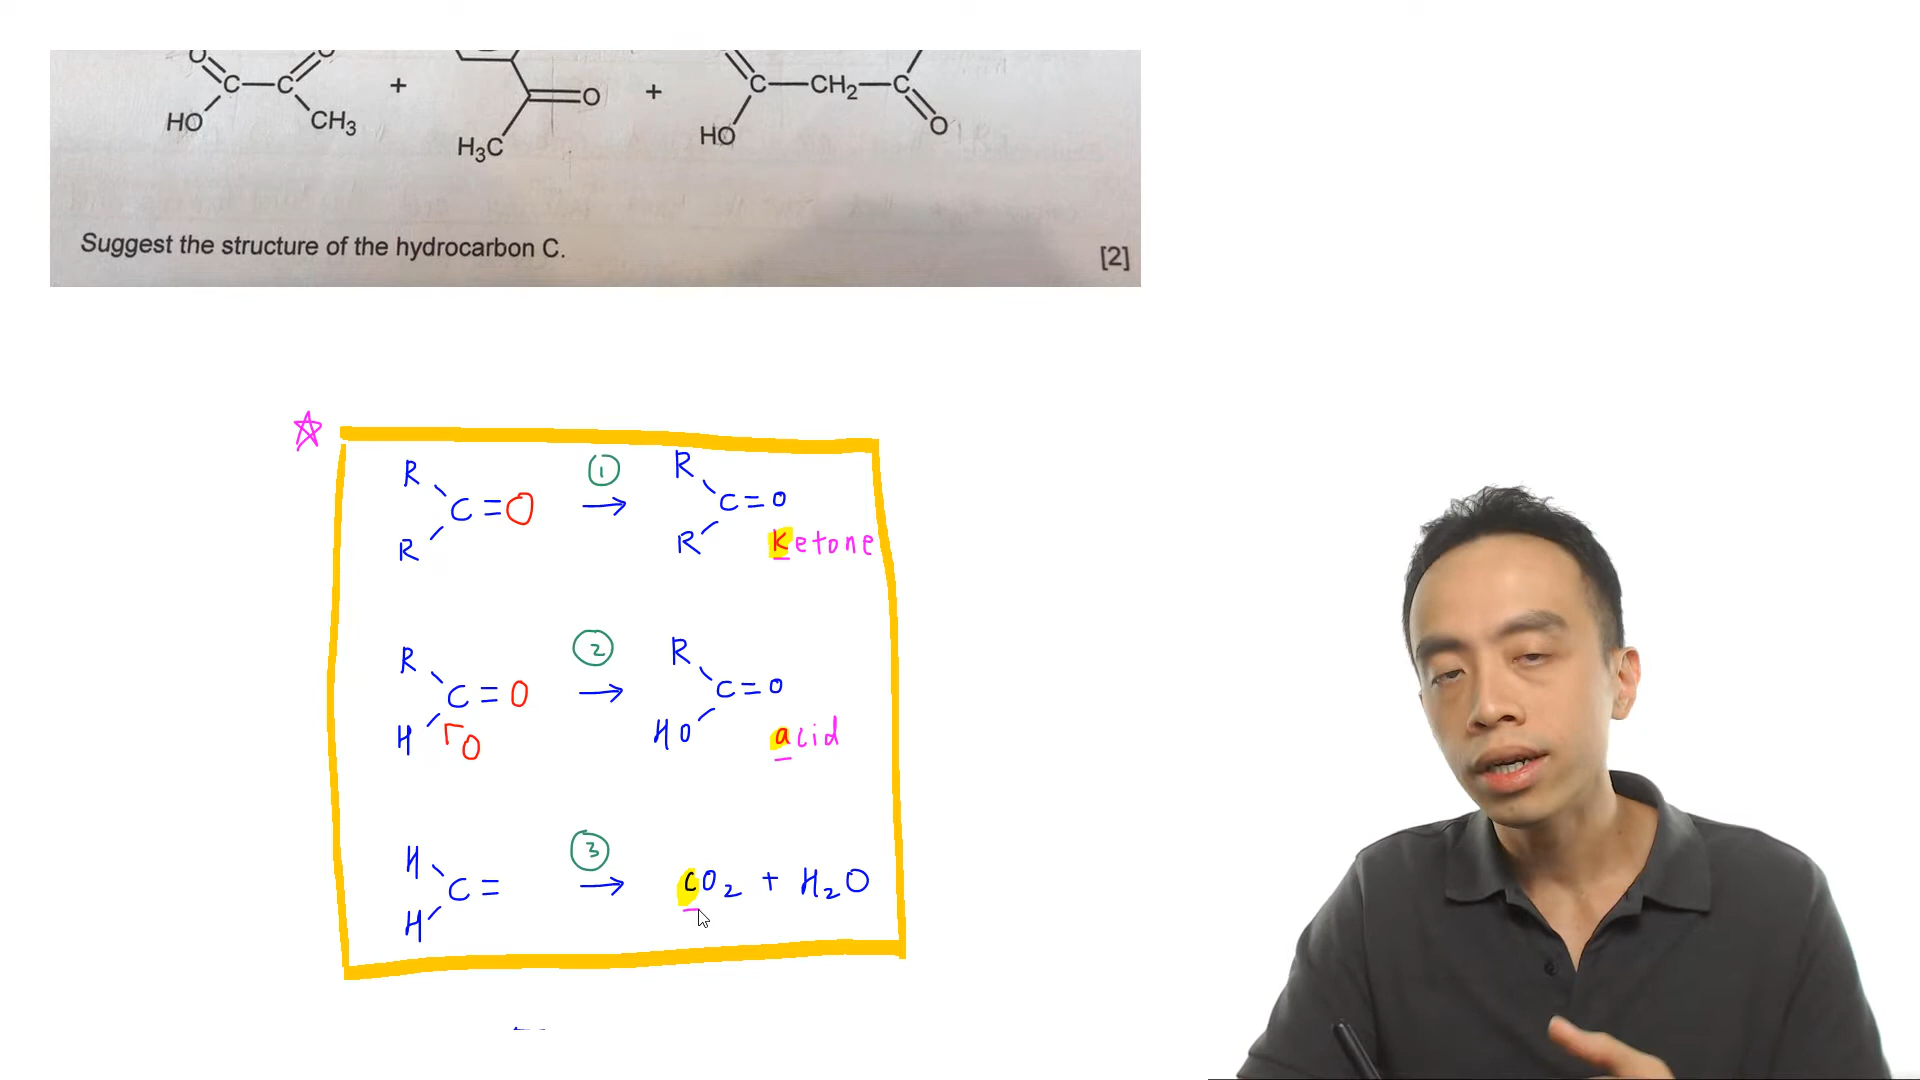 O O
C C + O + C CH₂ C
HO CH₃ HO O
H₃C
Suggest the structure of the hydrocarbon C.
[2]
R ① R
C = O → C = O
R R
Ketone
R ② R
C = O → C = O
H O HO
acid
H ③
C = → CO₂ + H₂O
H